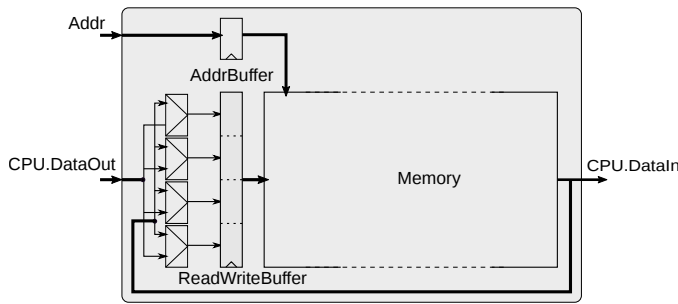 Addr
AddrBuffer
CPU.DataOut
Memory
CPU.DataIn
ReadWriteBuffer